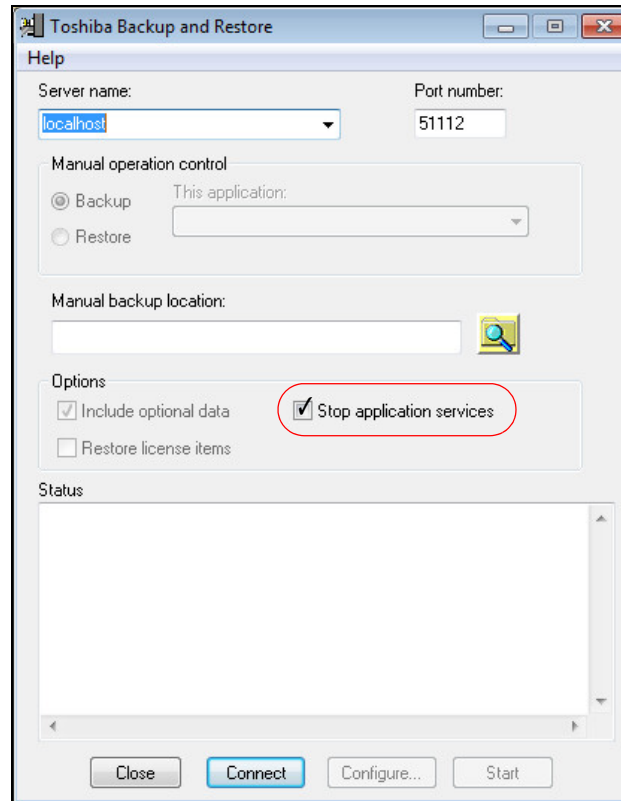 Toshiba Backup and Restore
Help
Server name:
Port number:
localhost
51112
Manual operation control
Backup
This application:
Restore
Manual backup location:
Options
Include optional data
Stop application services
Restore license items
Status
Close
Connect
Configure...
Start